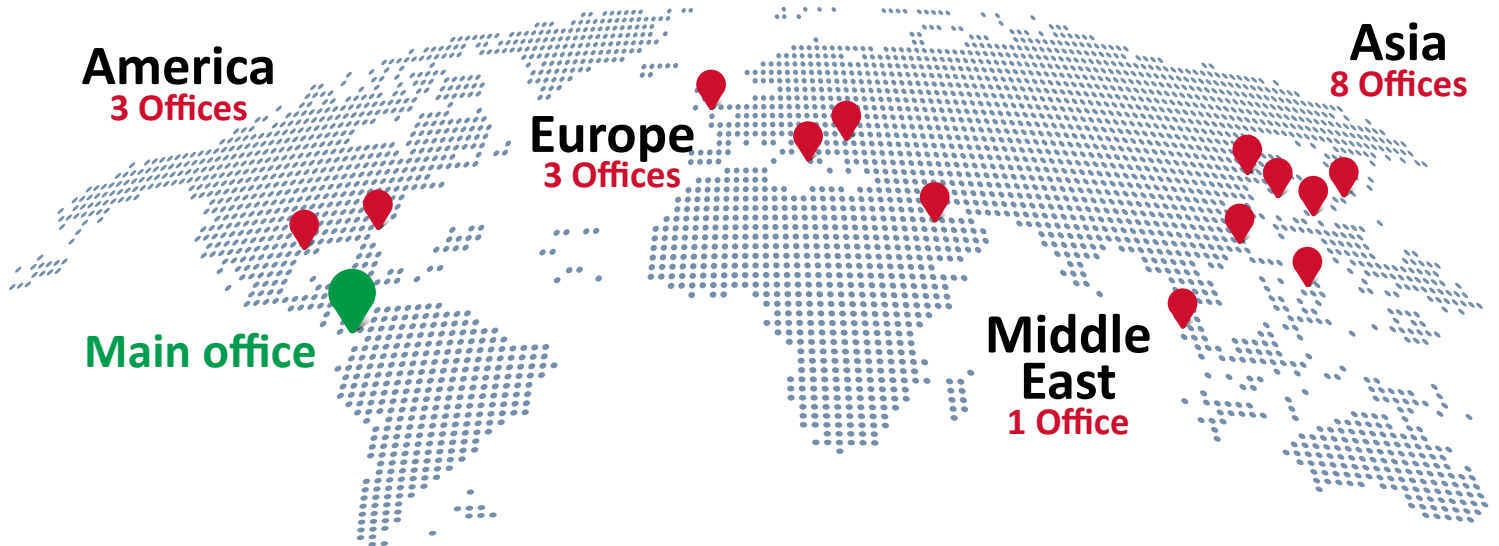 America
3 Offices
Europe
3 Offices
Asia
8 Offices
Main office
Middle
East
1 Office